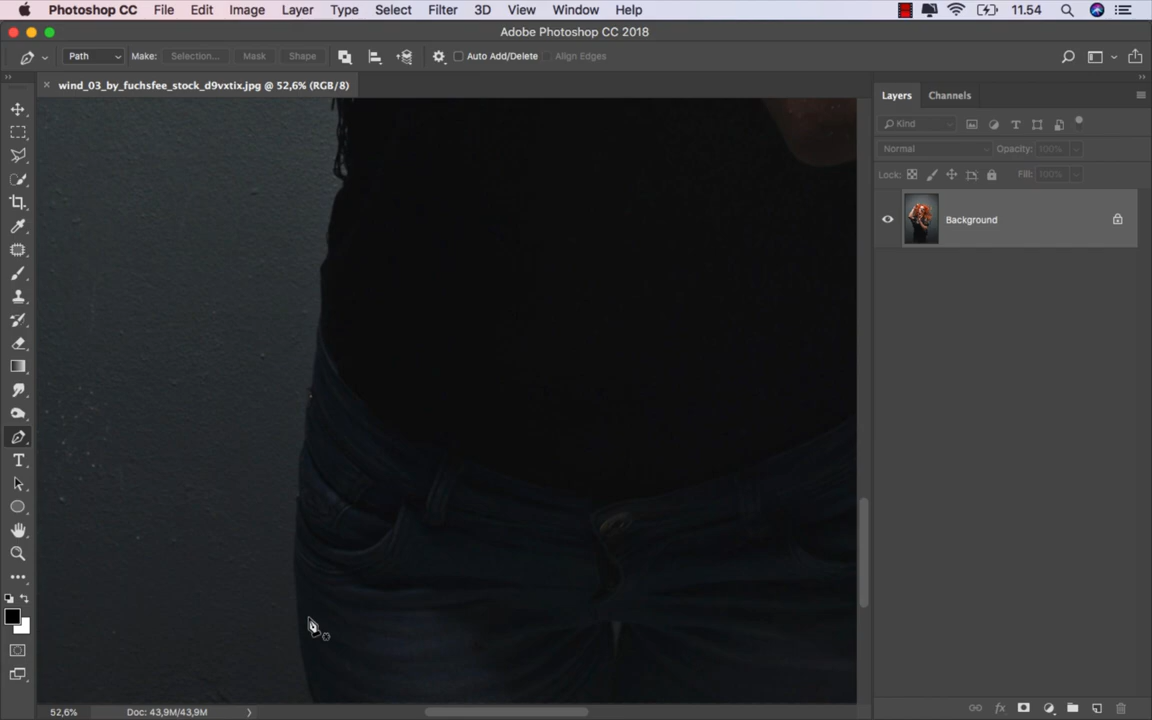 Photoshop CC File Edit Image Layer Type Select Filter 3D View Window Help 11.54
Adobe Photoshop CC 2018
Path Make: Selection... Mask Shape Auto Add/Delete Align Edges
wind_03_by_fuchsfee_stock_d9vxtix.jpg @ 52,6% (RGB/8)
Layers Channels
Kind
Normal Opacity: 100%
Lock: Fill: 100%
Background
52,6% Doc: 43,9M/43,9M